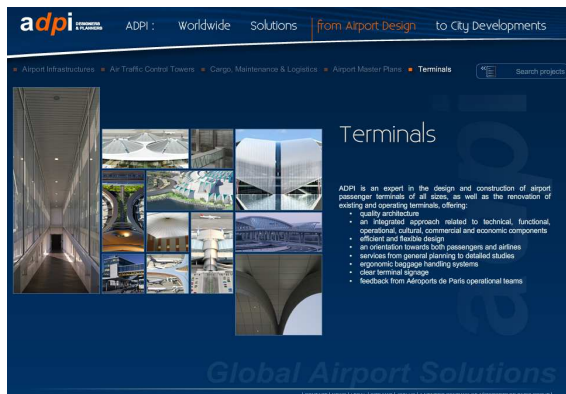 adpi DESIGNERS & PLANNERS
ADPI : Worldwide Solutions from Airport Design to City Developments
Airport Infrastructures Air Traffic Control Towers Cargo, Maintenance & Logistics Airport Master Plans Terminals Search projects
Terminals
ADPI is an expert in the design and construction of airport
passenger terminals of all sizes, as well as the renovation of
existing and operating terminals, offering:
• quality architecture
• an integrated approach related to technical, functional,
operational, cultural, commercial and economic components
• efficient and flexible design
• an orientation towards both passengers and airlines
• services from general planning to detailed studies
• ergonomic baggage handling systems
• clear terminal signage
• feedback from Aéroports de Paris operational teams
adpi
operational
Global Airport Solutions